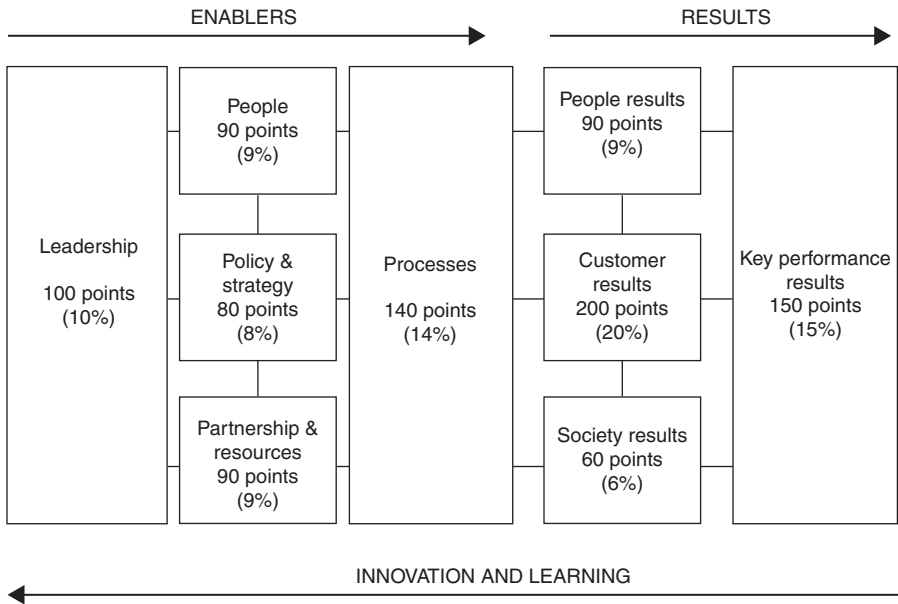 ENABLERS
RESULTS
Leadership
100 points
(10%)
People
90 points
(9%)
Policy &
strategy
80 points
(8%)
Partnership &
resources
90 points
(9%)
Processes
140 points
(14%)
People results
90 points
(9%)
Customer
results
200 points
(20%)
Society results
60 points
(6%)
Key performance
results
150 points
(15%)
INNOVATION AND LEARNING